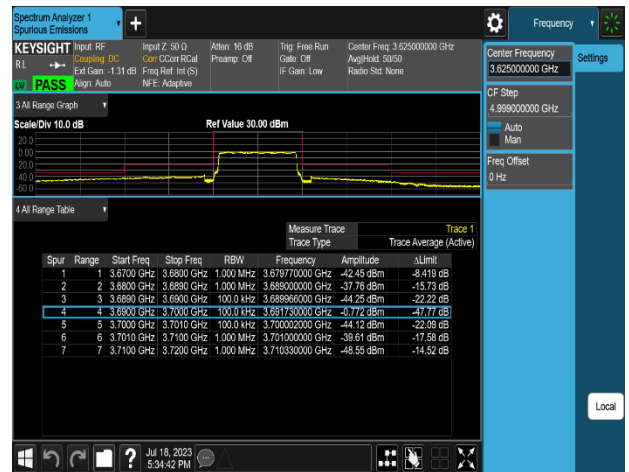 Spectrum Analyzer 1
Spurious Emissions
Frequency
KEYSIGHT
Input: RF
Coupling: DC
Ext Gain: -1.31 dB
Align: Auto
Input Z: 50 Ω
Corr CCorr RCal
Freq Ref: Int (S)
NFE: Adaptive
Atten: 16 dB
Preamp: Off
Trig: Free Run
Gate: Off
IF Gain: Low
Center Freq: 3.625000000 GHz
Avg|Hold: 50/50
Radio Std: None
R L
LXI
PASS
Center Frequency
3.625000000 GHz
Settings
CF Step
4.999000000 GHz
Auto
Man
Freq Offset
0 Hz
3 All Range Graph
Scale/Div 10.0 dB
Ref Value 30.00 dBm
20.0
0.00
-20.0
-40.0
-60.0
4 All Range Table
Measure Trace Trace 1
Trace Type Trace Average (Active)
Spur Range Start Freq Stop Freq RBW Frequency Amplitude ΔLimit
1 1 3.6700 GHz 3.6800 GHz 1.000 MHz 3.679770000 GHz -42.45 dBm -8.419 dB
2 2 3.6800 GHz 3.6890 GHz 1.000 MHz 3.689000000 GHz -37.76 dBm -15.73 dB
3 3 3.6890 GHz 3.6900 GHz 100.0 kHz 3.689966000 GHz -44.25 dBm -22.22 dB
4 4 3.6900 GHz 3.7000 GHz 100.0 kHz 3.691730000 GHz -0.772 dBm -47.77 dB
5 5 3.7000 GHz 3.7010 GHz 100.0 kHz 3.700002000 GHz -44.12 dBm -22.09 dB
6 6 3.7010 GHz 3.7100 GHz 1.000 MHz 3.701000000 GHz -39.61 dBm -17.58 dB
7 7 3.7100 GHz 3.7200 GHz 1.000 MHz 3.710330000 GHz -48.55 dBm -14.52 dB
Local
?
Jul 18, 2023
5:34:42 PM